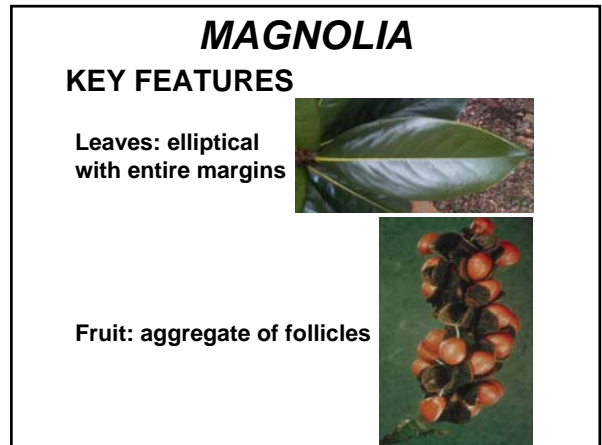 MAGNOLIA
KEY FEATURES
Leaves: elliptical
with entire margins
Fruit: aggregate of follicles